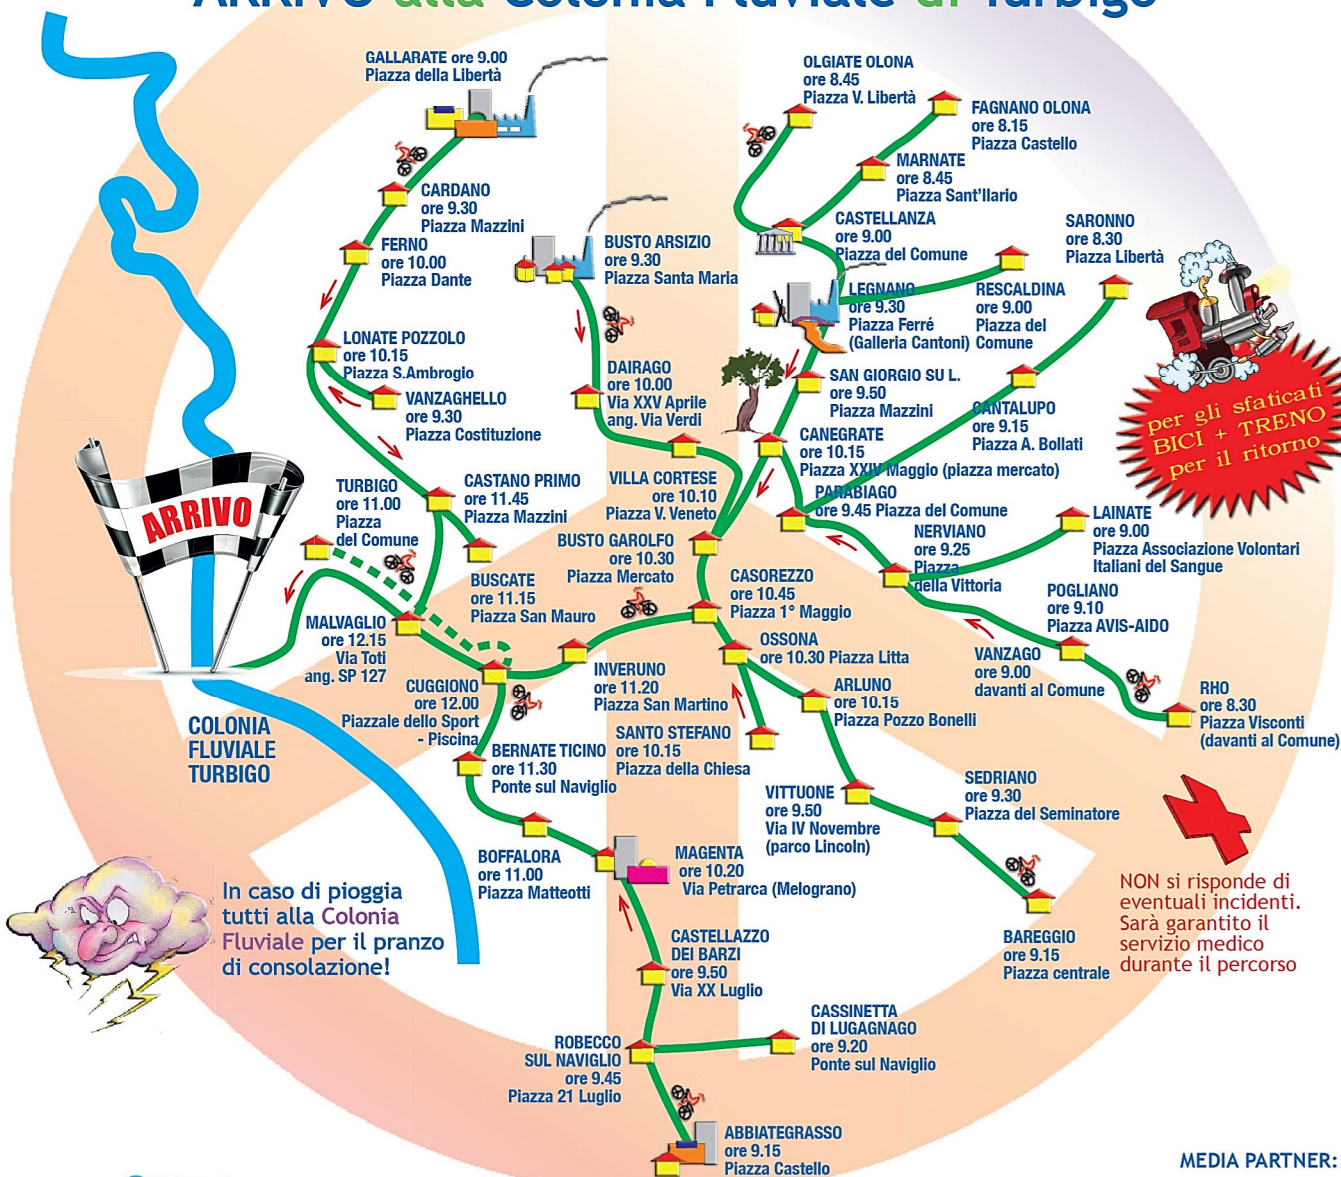 ARRIVO alla Colonia Fluviale di Turbigo
GALLARATE ore 9.00
Piazza della Libertà
OLGIATE OLONA
ore 8.45
Piazza V. Libertà
FAGNANO OLONA
ore 8.15
Piazza Castello
MARNATE
ore 8.45
Piazza Sant'Ilario
CARDANO
ore 9.30
Piazza Mazzini
FERNO
ore 10.00
Piazza Dante
BUSTO ARSIZIO
ore 9.30
Piazza Santa Maria
CASTELLANZA
ore 9.00
Piazza del Comune
SARONNO
ore 8.30
Piazza Libertà
LEGNANO
ore 9.30
Piazza Ferré
(Galleria Cantoni)
RESCALDINA
ore 9.00
Piazza del
Comune
LONATE POZZOLO
ore 10.15
Piazza S.Ambrogio
VANZAGHELLO
ore 9.30
Piazza Costituzione
DAIRAGO
ore 10.00
Via XXV Aprile
ang. Via Verdi
SAN GIORGIO SU L.
ore 9.50
Piazza Mazzini
CANTALUPO
ore 9.15
Piazza A. Bollati
per gli sfaticati
BICI + TRENO
per il ritorno
CANEGRATE
ore 10.15
Piazza XXIV Maggio (piazza mercato)
ARRIVO
TURBIGO
ore 11.00
Piazza
del Comune
CASTANO PRIMO
ore 11.45
Piazza Mazzini
VILLA CORTESE
ore 10.10
Piazza V. Veneto
PARABIAGO
ore 9.45 Piazza del Comune
NERVIANO
ore 9.25
Piazza
della Vittoria
LAINATE
ore 9.00
Piazza Associazione Volontari
Italiani del Sangue
BUSTO GAROLFO
ore 10.30
Piazza Mercato
BUSCATE
ore 11.15
Piazza San Mauro
CASOREZZO
ore 10.45
Piazza 1° Maggio
POGLIANO
ore 9.10
Piazza AVIS-AIDO
MALVAGLIO
ore 12.15
Via Toti
ang. SP 127
OSSONA
ore 10.30 Piazza Litta
VANZAGO
ore 9.00
davanti al Comune
INVERUNO
ore 11.20
Piazza San Martino
ARLUNO
ore 10.15
Piazza Pozzo Bonelli
RHO
ore 8.30
Piazza Visconti
(davanti al Comune)
CUGGIONO
ore 12.00
Piazzale dello Sport
- Piscina
COLONIA
FLUVIALE
TURBIGO
SANTO STEFANO
ore 10.15
Piazza della Chiesa
BERNATE TICINO
ore 11.30
Ponte sul Naviglio
VITTUONE
ore 9.50
Via IV Novembre
(parco Lincoln)
SEDRIANO
ore 9.30
Piazza del Seminatore
BOFFALORA
ore 11.00
Piazza Matteotti
MAGENTA
ore 10.20
Via Petrarca (Melograno)
In caso di pioggia
tutti alla Colonia
Fluviale per il pranzo
di consolazione!
NON si risponde di
eventuali incidenti.
Sarà garantito il
servizio medico
durante il percorso
BAREGGIO
ore 9.15
Piazza centrale
CASTELLAZZO
DEI BARZI
ore 9.50
Via XX Luglio
CASSINETTA
DI LUGAGNAGO
ore 9.20
Ponte sul Naviglio
ROBECCO
SUL NAVIGLIO
ore 9.45
Piazza 21 Luglio
ABBIATEGRASSO
ore 9.15
Piazza Castello
MEDIA PARTNER: